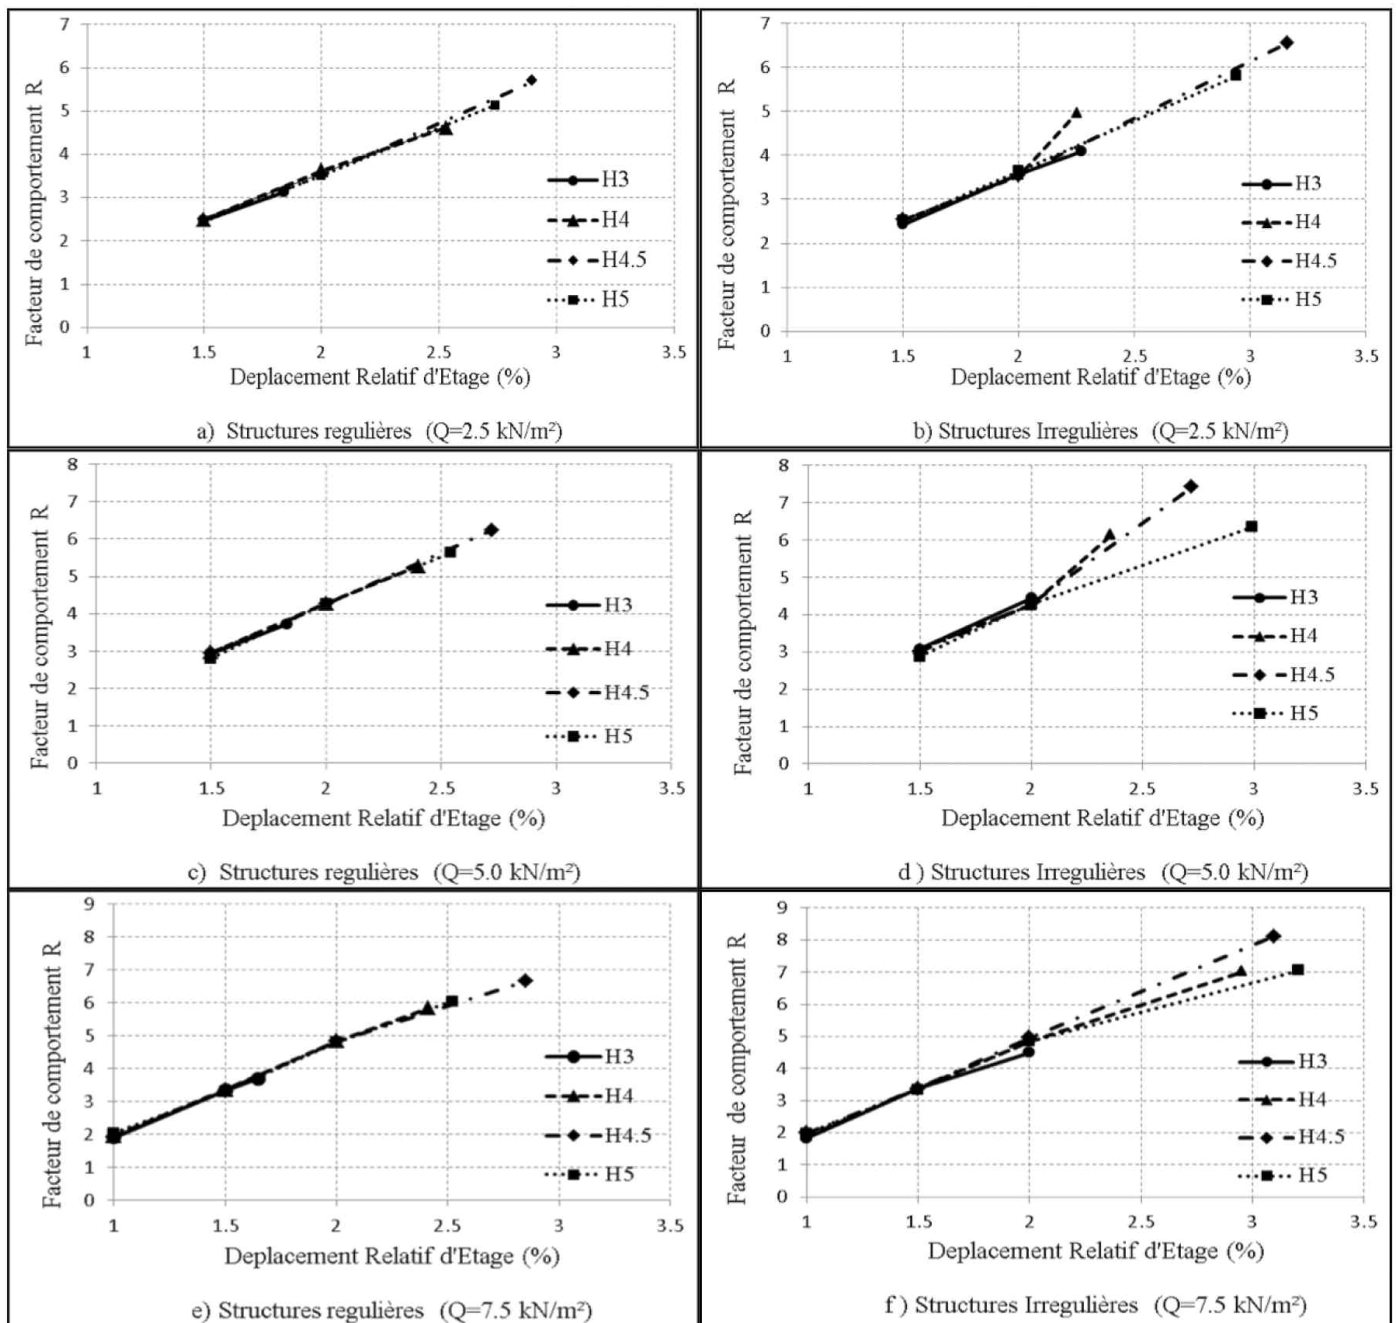 7
6
5
4
3
2
1
0
Facteur de comportement R
H3
H4
H4.5
H5
1 1.5 2 2.5 3 3.5
Deplacement Relatif d'Etage (%)
a) Structures regulières (Q=2.5 kN/m²)
7
6
5
4
3
2
1
0
Facteur de comportement R
H3
H4
H4.5
H5
1 1.5 2 2.5 3 3.5
Deplacement Relatif d'Etage (%)
b) Structures Irregulières (Q=2.5 kN/m²)
8
7
6
5
4
3
2
1
0
Facteur de comportement R
H3
H4
H4.5
H5
1 1.5 2 2.5 3 3.5
Deplacement Relatif d'Etage (%)
c) Structures regulières (Q=5.0 kN/m²)
8
7
6
5
4
3
2
1
0
Facteur de comportement R
H3
H4
H4.5
H5
1 1.5 2 2.5 3 3.5
Deplacement Relatif d'Etage (%)
d ) Structures Irregulières (Q=5.0 kN/m²)
9
8
7
6
5
4
3
2
1
0
Facteur de comportement R
H3
H4
H4.5
H5
1 1.5 2 2.5 3 3.5
Deplacement Relatif d'Etage (%)
e) Structures regulières (Q=7.5 kN/m²)
9
8
7
6
5
4
3
2
1
0
Facteur de comportement R
H3
H4
H4.5
H5
1 1.5 2 2.5 3 3.5
Deplacement Relatif d'Etage (%)
f ) Structures Irregulières (Q=7.5 kN/m²)